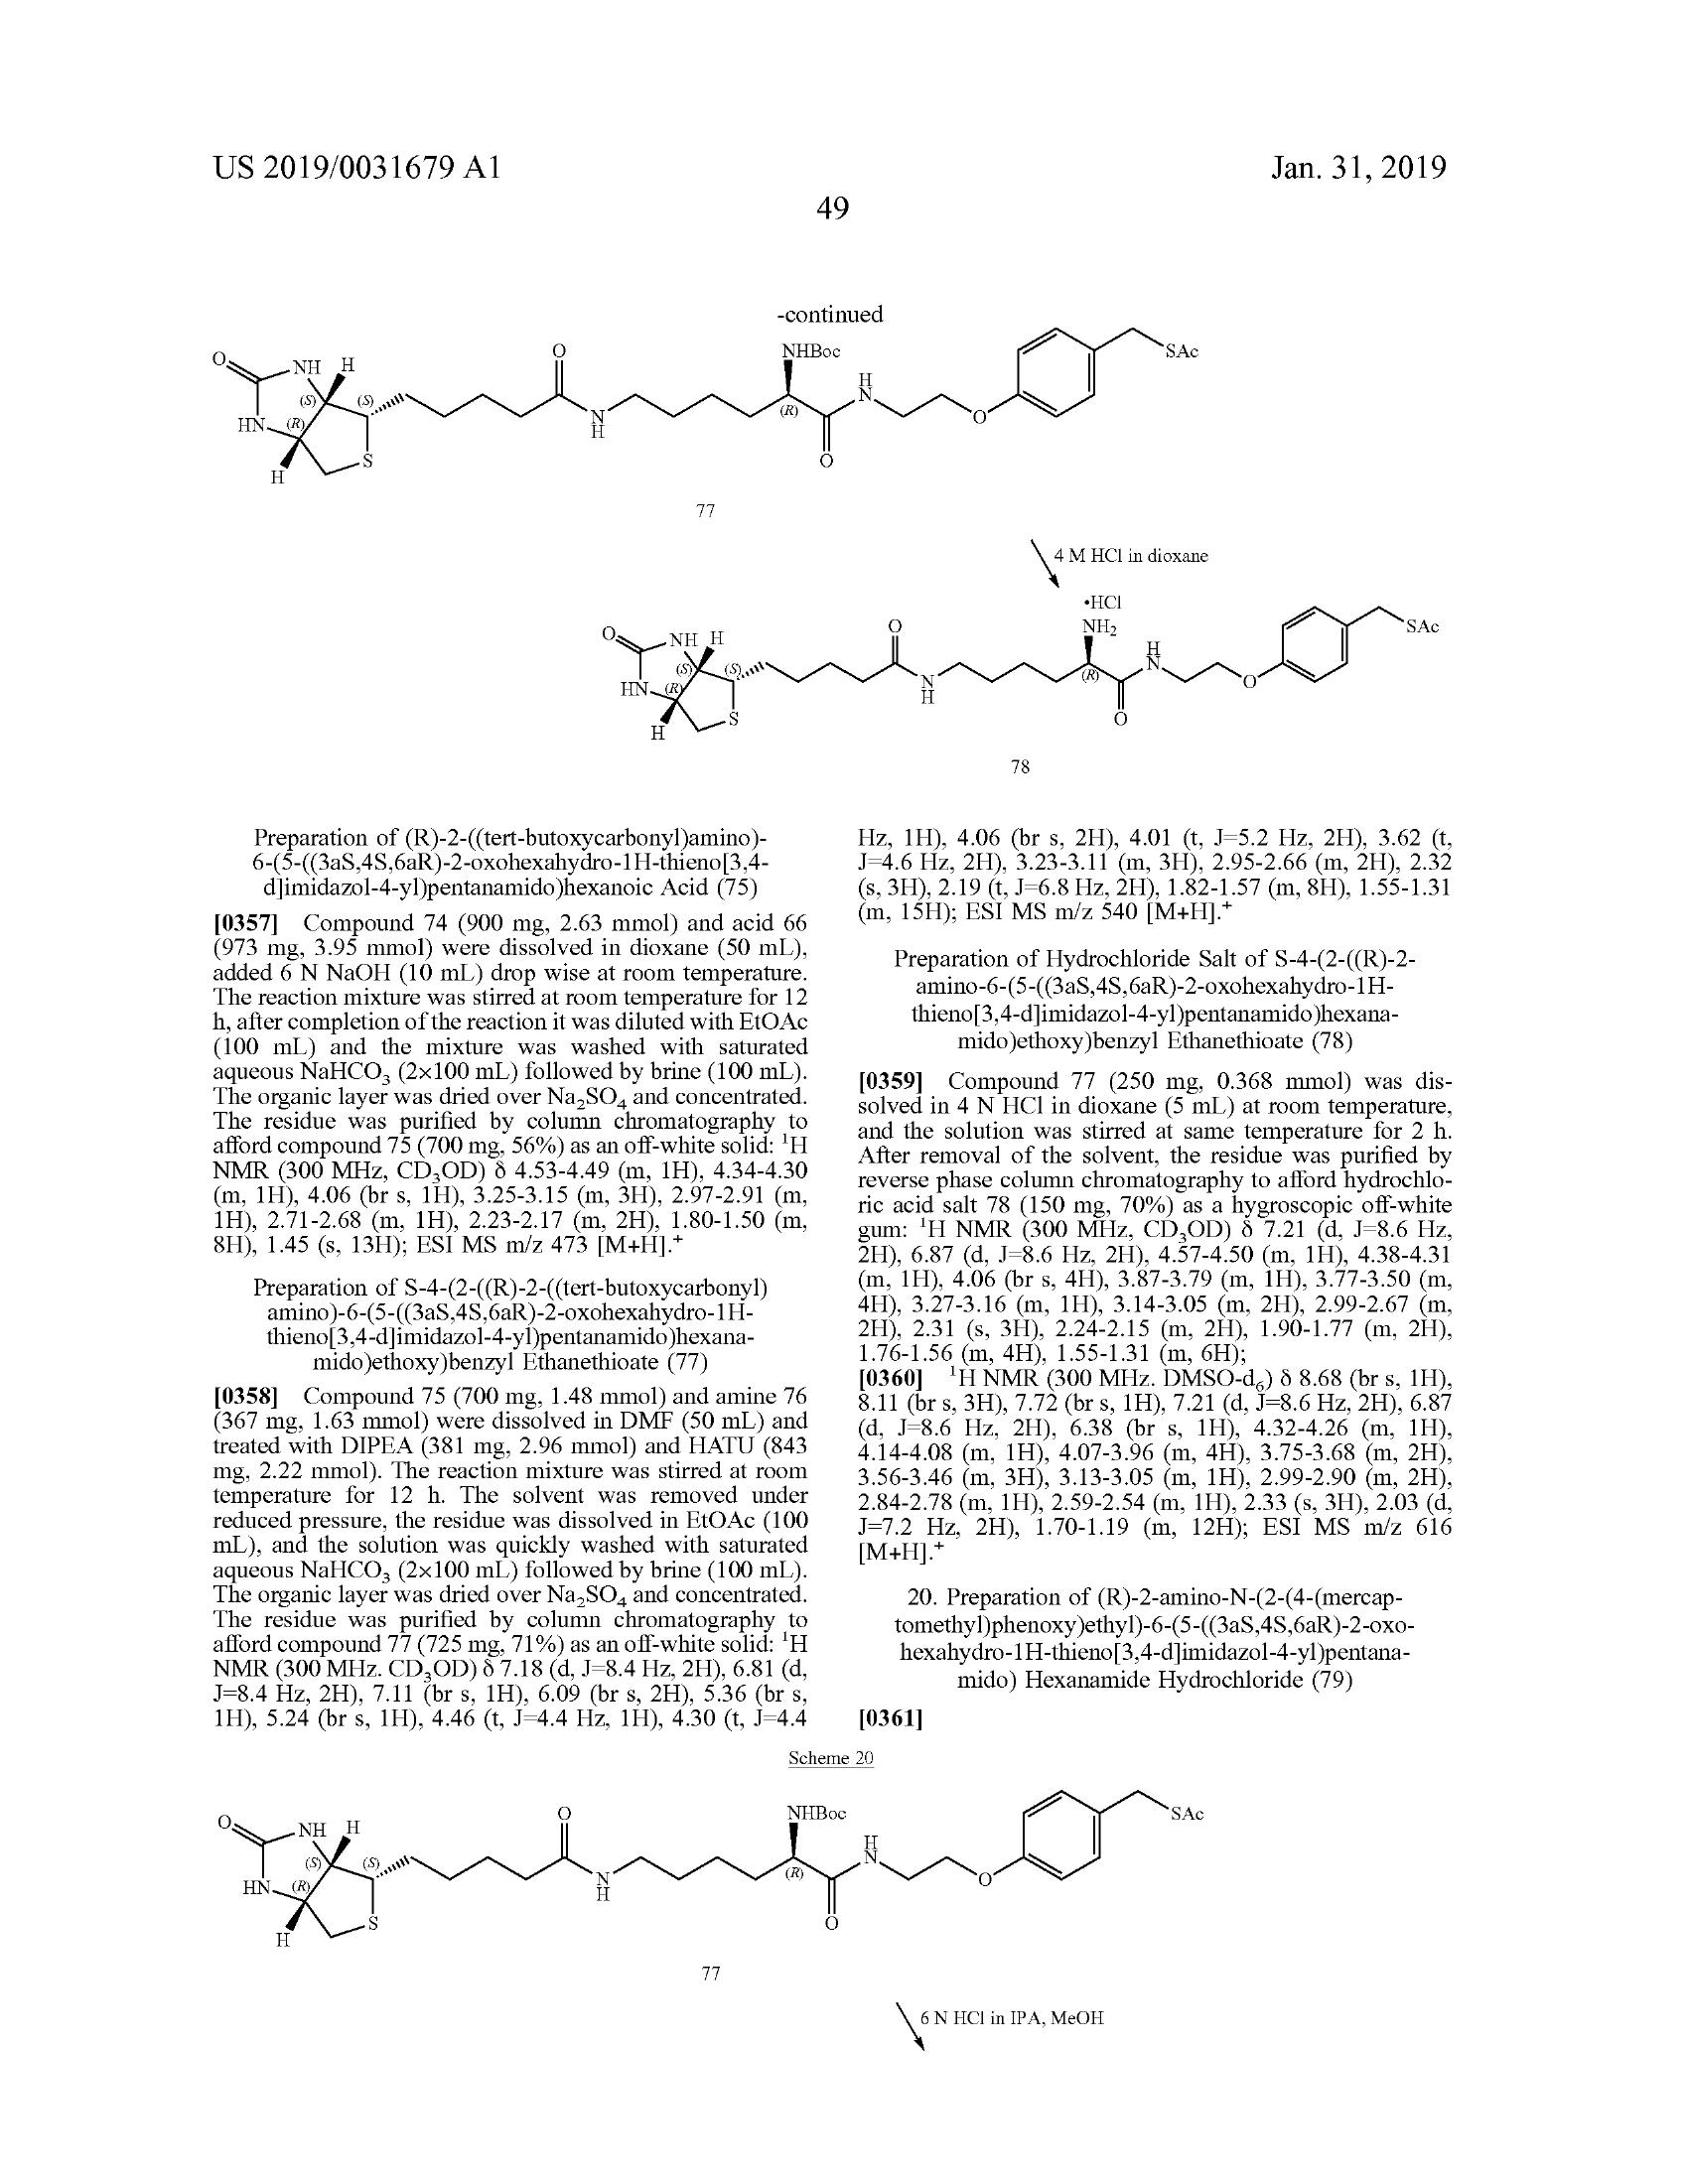 US 2019/0031679 A1
Jan. 31, 2019
49
-continued
O
NH
H
HN
(S)
(R)
(S)
H
S
O
N
H
NHBoc
(R)
O
H
N
O
SAc
77
4 M HCl in dioxane
•HCl
NH2
O
NH
H
HN
(S)
(R)
(S)
H
S
O
N
H
(R)
O
H
N
O
SAc
78
Preparation of (R)-2-((tert-butoxycarbonyl)amino)-
6-(5-((3aS,4S,6aR)-2-oxohexahydro-1H-thieno[3,4-
d]imidazol-4-yl)pentanamido)hexanoic Acid (75)
[0357] Compound 74 (900 mg, 2.63 mmol) and acid 66
(973 mg, 3.95 mmol) were dissolved in dioxane (50 mL),
added 6 N NaOH (10 mL) drop wise at room temperature.
The reaction mixture was stirred at room temperature for 12
h, after completion of the reaction it was diluted with EtOAc
(100 mL) and the mixture was washed with saturated
aqueous NaHCO3 (2x100 mL) followed by brine (100 mL).
The organic layer was dried over Na2SO4 and concentrated.
The residue was purified by column chromatography to
afford compound 75 (700 mg, 56%) as an off-white solid: ¹H
NMR (300 MHz, CD3OD) δ 4.53-4.49 (m, 1H), 4.34-4.30
(m, 1H), 4.06 (br s, 1H), 3.25-3.15 (m, 3H), 2.97-2.91 (m,
1H), 2.71-2.68 (m, 1H), 2.23-2.17 (m, 2H), 1.80-1.50 (m,
8H), 1.45 (s, 13H); ESI MS m/z 473 [M+H].⁺
Preparation of S-4-(2-((R)-2-((tert-butoxycarbonyl)
amino)-6-(5-((3aS,4S,6aR)-2-oxohexahydro-1H-
thieno[3,4-d]imidazol-4-yl)pentanamido)hexana-
mido)ethoxy)benzyl Ethanethioate (77)
[0358] Compound 75 (700 mg, 1.48 mmol) and amine 76
(367 mg, 1.63 mmol) were dissolved in DMF (50 mL) and
treated with DIPEA (381 mg, 2.96 mmol) and HATU (843
mg, 2.22 mmol). The reaction mixture was stirred at room
temperature for 12 h. The solvent was removed under
reduced pressure, the residue was dissolved in EtOAc (100
mL), and the solution was quickly washed with saturated
aqueous NaHCO3 (2x100 mL) followed by brine (100 mL).
The organic layer was dried over Na2SO4 and concentrated.
The residue was purified by column chromatography to
afford compound 77 (725 mg, 71%) as an off-white solid: ¹H
NMR (300 MHz. CD3OD) δ 7.18 (d, J=8.4 Hz, 2H), 6.81 (d,
J=8.4 Hz, 2H), 7.11 (br s, 1H), 6.09 (br s, 2H), 5.36 (br s,
1H), 5.24 (br s, 1H), 4.46 (t, J=4.4 Hz, 1H), 4.30 (t, J=4.4
Hz, 1H), 4.06 (br s, 2H), 4.01 (t, J=5.2 Hz, 2H), 3.62 (t,
J=4.6 Hz, 2H), 3.23-3.11 (m, 3H), 2.95-2.66 (m, 2H), 2.32
(s, 3H), 2.19 (t, J=6.8 Hz, 2H), 1.82-1.57 (m, 8H), 1.55-1.31
(m, 15H); ESI MS m/z 540 [M+H].⁺
Preparation of Hydrochloride Salt of S-4-(2-((R)-2-
amino-6-(5-((3aS,4S,6aR)-2-oxohexahydro-1H-
thieno[3,4-d]imidazol-4-yl)pentanamido)hexana-
mido)ethoxy)benzyl Ethanethioate (78)
[0359] Compound 77 (250 mg, 0.368 mmol) was dis-
solved in 4 N HCl in dioxane (5 mL) at room temperature,
and the solution was stirred at same temperature for 2 h.
After removal of the solvent, the residue was purified by
reverse phase column chromatography to afford hydrochlo-
ric acid salt 78 (150 mg, 70%) as a hygroscopic off-white
gum: ¹H NMR (300 MHz, CD3OD) δ 7.21 (d, J=8.6 Hz,
2H), 6.87 (d, J=8.6 Hz, 2H), 4.57-4.50 (m, 1H), 4.38-4.31
(m, 1H), 4.06 (br s, 4H), 3.87-3.79 (m, 1H), 3.77-3.50 (m,
4H), 3.27-3.16 (m, 1H), 3.14-3.05 (m, 2H), 2.99-2.67 (m,
2H), 2.31 (s, 3H), 2.24-2.15 (m, 2H), 1.90-1.77 (m, 2H),
1.76-1.56 (m, 4H), 1.55-1.31 (m, 6H);
[0360] ¹H NMR (300 MHz. DMSO-d6) δ 8.68 (br s, 1H),
8.11 (br s, 3H), 7.72 (br s, 1H), 7.21 (d, J=8.6 Hz, 2H), 6.87
(d, J=8.6 Hz, 2H), 6.38 (br s, 1H), 4.32-4.26 (m, 1H),
4.14-4.08 (m, 1H), 4.07-3.96 (m, 4H), 3.75-3.68 (m, 2H),
3.56-3.46 (m, 3H), 3.13-3.05 (m, 1H), 2.99-2.90 (m, 2H),
2.84-2.78 (m, 1H), 2.59-2.54 (m, 1H), 2.33 (s, 3H), 2.03 (d,
J=7.2 Hz, 2H), 1.70-1.19 (m, 12H); ESI MS m/z 616
[M+H].⁺
20. Preparation of (R)-2-amino-N-(2-(4-(mercap-
tomethyl)phenoxy)ethyl)-6-(5-((3aS,4S,6aR)-2-oxo-
hexahydro-1H-thieno[3,4-d]imidazol-4-yl)pentana-
mido) Hexanamide Hydrochloride (79)
[0361]
Scheme 20
O
NH
H
HN
(S)
(R)
(S)
H
S
O
N
H
NHBoc
(R)
O
H
N
O
SAc
77
6 N HCl in IPA, MeOH